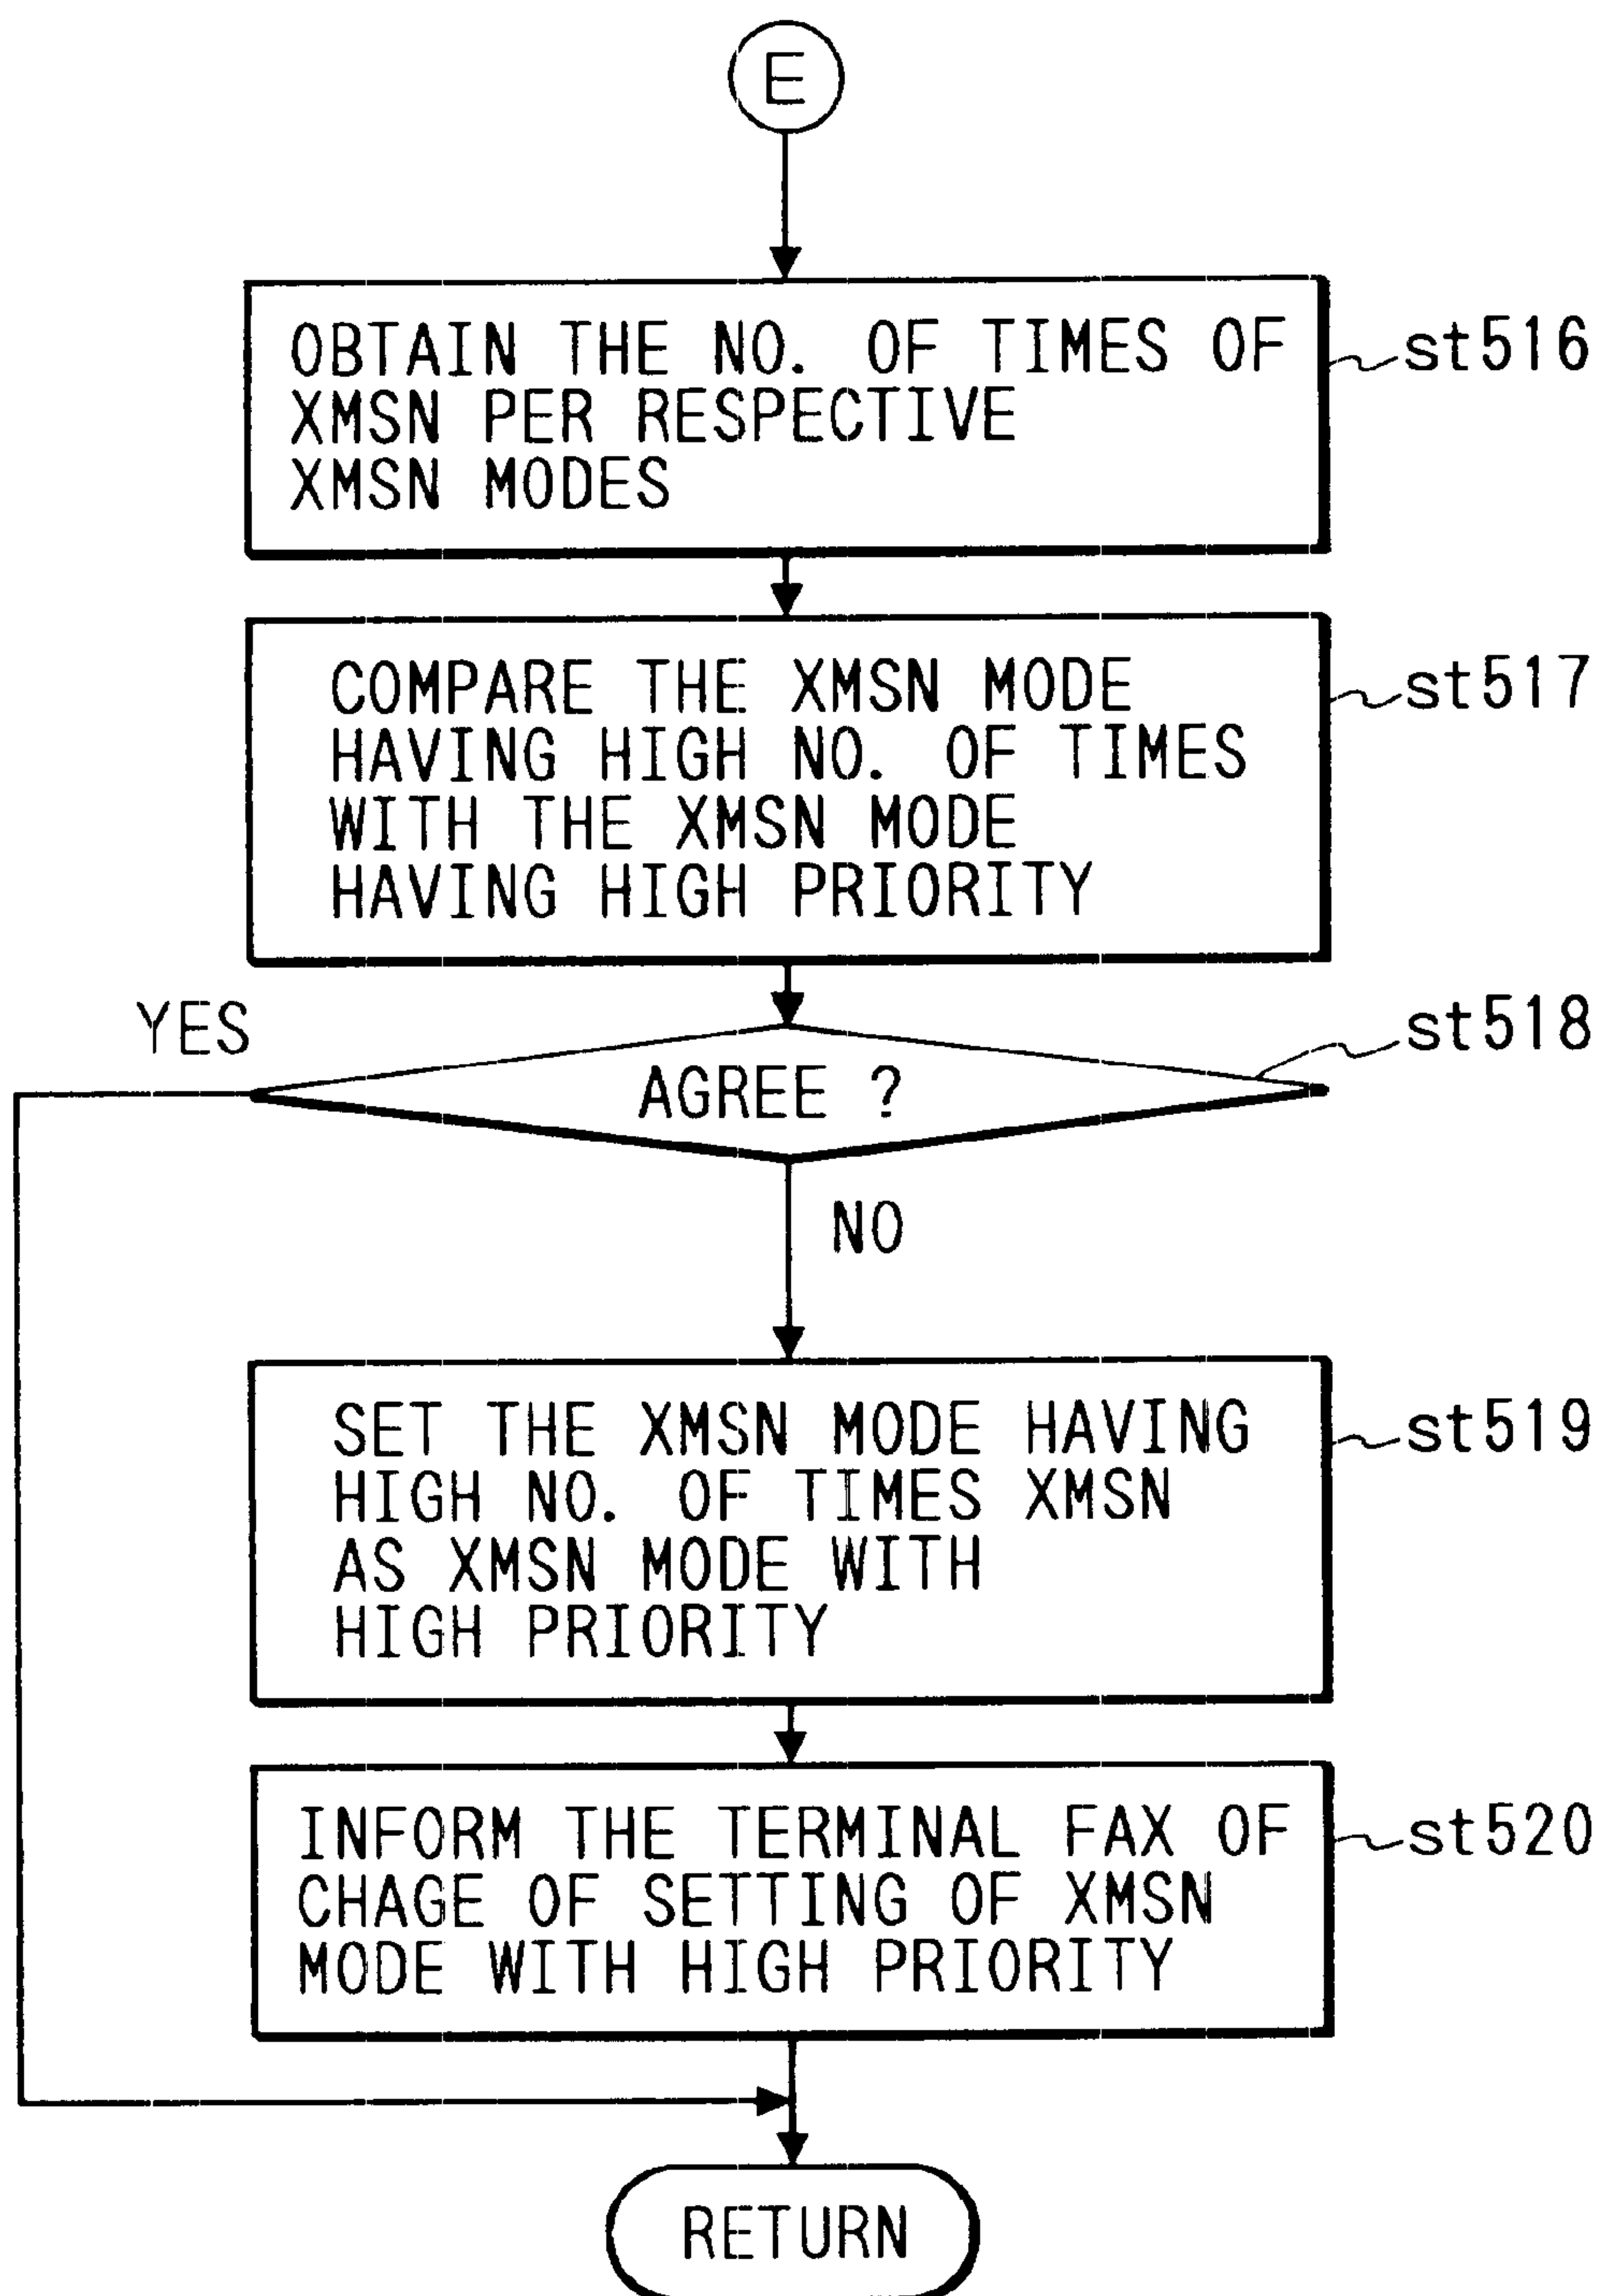 E
OBTAIN THE NO. OF TIMES OF
XMSN PER RESPECTIVE
XMSN MODES
st516
COMPARE THE XMSN MODE
HAVING HIGH NO. OF TIMES
WITH THE XMSN MODE
HAVING HIGH PRIORITY
st517
YES
AGREE ?
st518
NO
SET THE XMSN MODE HAVING
HIGH NO. OF TIMES XMSN
AS XMSN MODE WITH
HIGH PRIORITY
st519
INFORM THE TERMINAL FAX OF
CHAGE OF SETTING OF XMSN
MODE WITH HIGH PRIORITY
st520
RETURN